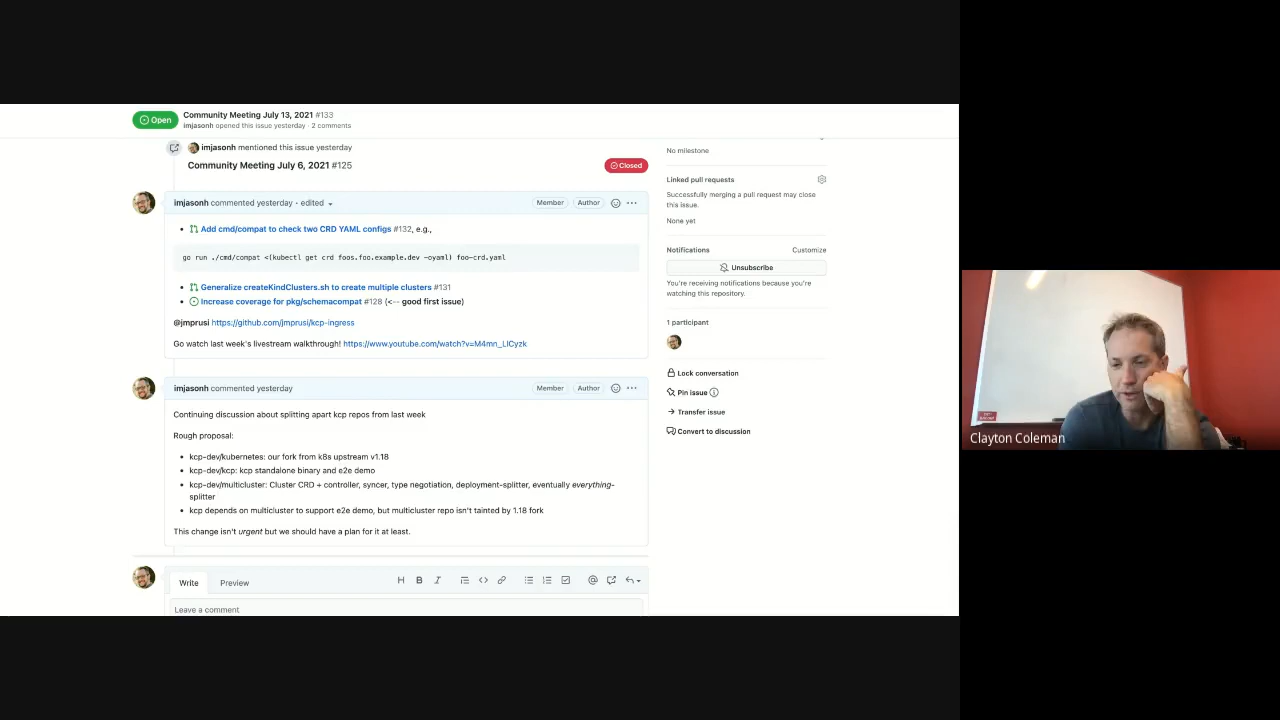 Open
Community Meeting July 13, 2021 #133
imjasonh opened this issue yesterday · 2 comments
imjasonh mentioned this issue yesterday
Community Meeting July 6, 2021 #125
Closed
imjasonh commented yesterday · edited
Member
Author
Add cmd/compat to check two CRD YAML configs #132, e.g.,
go run ./cmd/compat <(kubectl get crd foos.foo.example.dev -oyaml) foo-crd.yaml
Generalize createKindClusters.sh to create multiple clusters #131
Increase coverage for pkg/schemacompat #128 (<-- good first issue)
@jmprusi https://github.com/jmprusi/kcp-ingress
Go watch last week's livestream walkthrough! https://www.youtube.com/watch?v=M4mn_LlCyzk
imjasonh commented yesterday
Member
Author
Continuing discussion about splitting apart kcp repos from last week
Rough proposal:
kcp-dev/kubernetes: our fork from k8s upstream v1.18
kcp-dev/kcp: kcp standalone binary and e2e demo
kcp-dev/multicluster: Cluster CRD + controller, syncer, type negotiation, deployment-splitter, eventually everything-
splitter
kcp depends on multicluster to support e2e demo, but multicluster repo isn't tainted by 1.18 fork
This change isn't urgent but we should have a plan for it at least.
Write
Preview
Leave a comment
No milestone
Linked pull requests
Successfully merging a pull request may close
this issue.
None yet
Notifications
Customize
Unsubscribe
You're receiving notifications because you're
watching this repository.
1 participant
Lock conversation
Pin issue
Transfer issue
Convert to discussion
Clayton Coleman